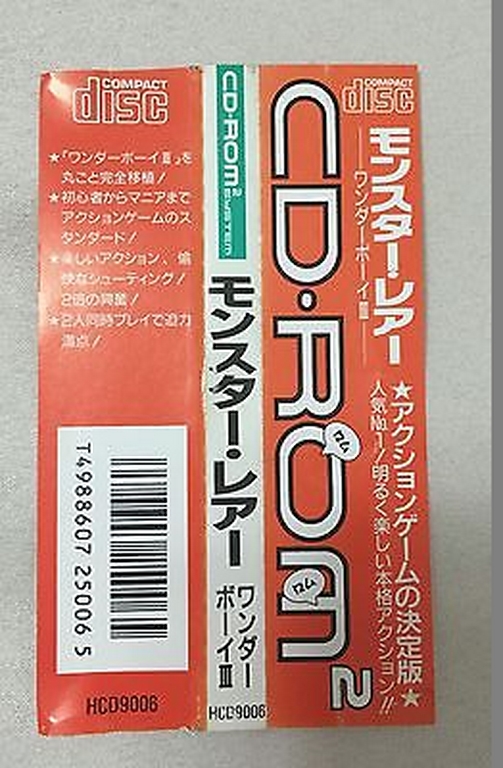 COMPACT
disc
モンスター・レアー
ワンダーボーイⅢ
★アクションゲームの決定版★
人気No.1!明るく楽しい本格アクション!!
CD・ROM2
ロム
ロム
CD・ROM2 SYSTEM
モンスター・レアー
ワンダー
ボーイⅢ
HCD9006
COMPACT
disc
★「ワンダーボーイⅢ」を
丸ごと完全移植!
★初心者からマニアまで
アクションゲームのス
タンダード!
★楽しいアクション、愉
快なシューティング!
2倍の興奮!
★2人同時プレイで迫力
満点!
T4988607 25006 5
HCD9006